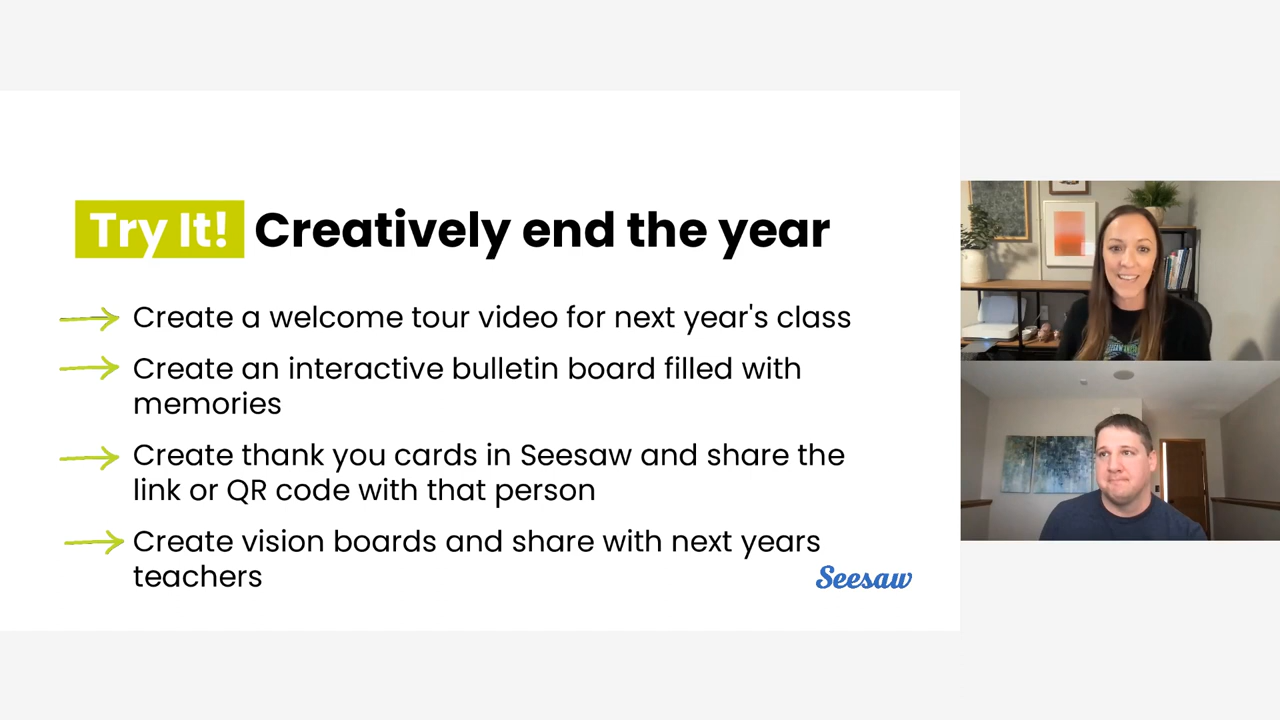 Try It! Creatively end the year
Create a welcome tour video for next year's class
Create an interactive bulletin board filled with
memories
Create thank you cards in Seesaw and share the
link or QR code with that person
Create vision boards and share with next years
teachers
Seesaw